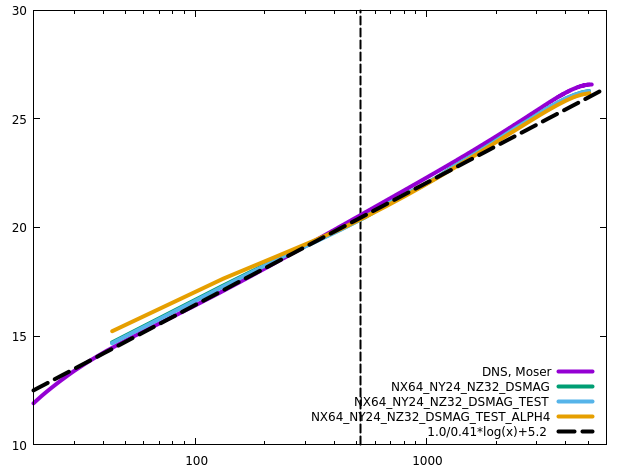 30
25
20
15
10
100
1000
DNS, Moser
NX64_NY24_NZ32_DSMAG
NX64_NY24_NZ32_DSMAG_TEST
NX64_NY24_NZ32_DSMAG_TEST_ALPH4
1.0/0.41*log(x)+5.2